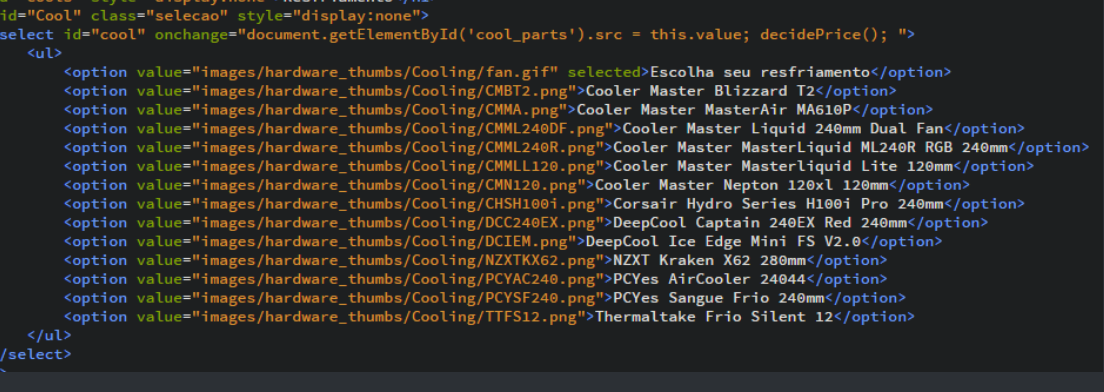 id="Cool" class="selecao" style="display:none">
select id="cool" onchange="document.getElementById('cool_parts').src = this.value; decidePrice(); ">
<ul>
<option value="images/hardware_thumbs/Cooling/fan.gif" selected>Escolha seu resfriamento</option>
<option value="images/hardware_thumbs/Cooling/CMBT2.png">Cooler Master Blizzard T2</option>
<option value="images/hardware_thumbs/Cooling/CMMA.png">Cooler Master MasterAir MA610P</option>
<option value="images/hardware_thumbs/Cooling/CMML240DF.png">Cooler Master Liquid 240mm Dual Fan</option>
<option value="images/hardware_thumbs/Cooling/CMML240R.png">Cooler Master MasterLiquid ML240R RGB 240mm</option>
<option value="images/hardware_thumbs/Cooling/CMMLL120.png">Cooler Master Masterliquid Lite 120mm</option>
<option value="images/hardware_thumbs/Cooling/CMN120.png">Cooler Master Nepton 120xl 120mm</option>
<option value="images/hardware_thumbs/Cooling/CHSH100i.png">Corsair Hydro Series H100i Pro 240mm</option>
<option value="images/hardware_thumbs/Cooling/DCC240EX.png">DeepCool Captain 240EX Red 240mm</option>
<option value="images/hardware_thumbs/Cooling/DCIEM.png">DeepCool Ice Edge Mini FS V2.0</option>
<option value="images/hardware_thumbs/Cooling/NZXTKX62.png">NZXT Kraken X62 280mm</option>
<option value="images/hardware_thumbs/Cooling/PCYAC240.png">PCYes AirCooler 24044</option>
<option value="images/hardware_thumbs/Cooling/PCYSF240.png">PCYes Sangue Frio 240mm</option>
<option value="images/hardware_thumbs/Cooling/TTFS12.png">Thermaltake Frio Silent 12</option>
</ul>
/select>